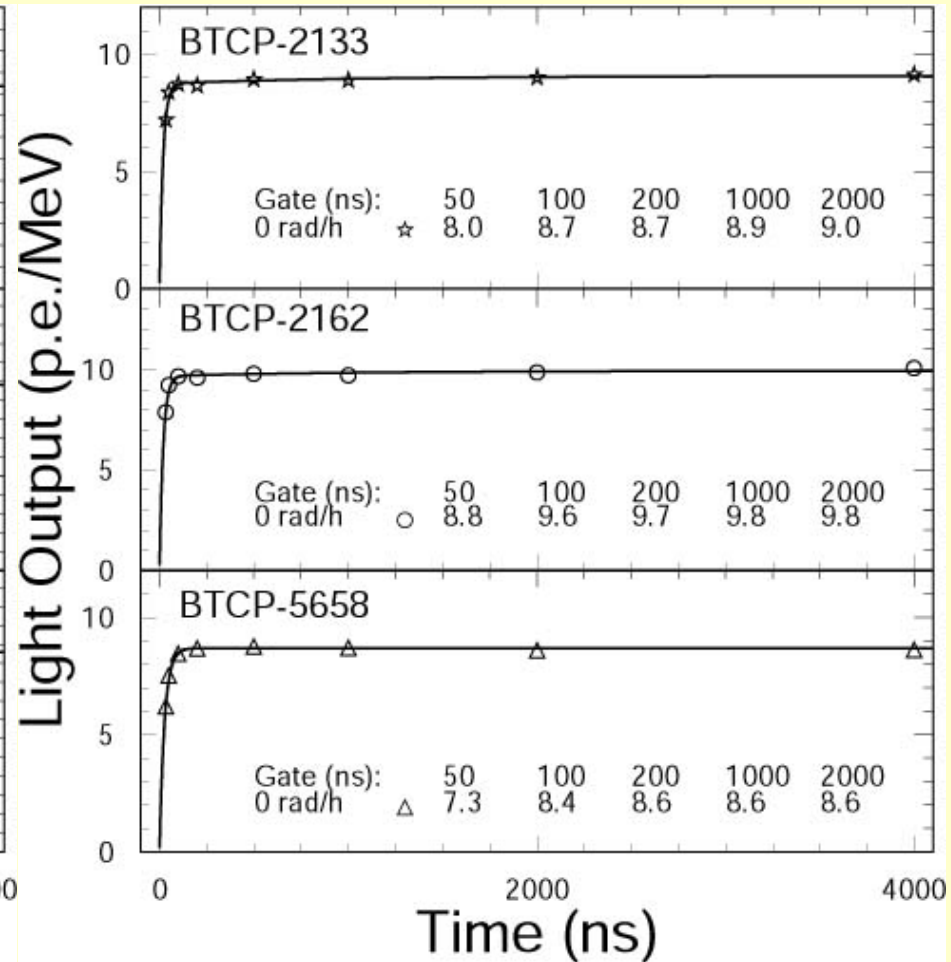 Light Output (p.e./MeV)
BTCP-2133
10
5
0
Gate (ns): 50 100 200 1000 2000
0 rad/h ☆ 8.0 8.7 8.7 8.9 9.0
BTCP-2162
10
5
0
Gate (ns): 50 100 200 1000 2000
0 rad/h ○ 8.8 9.6 9.7 9.8 9.8
BTCP-5658
10
5
0
Gate (ns): 50 100 200 1000 2000
0 rad/h △ 7.3 8.4 8.6 8.6 8.6
0 2000 4000
Time (ns)